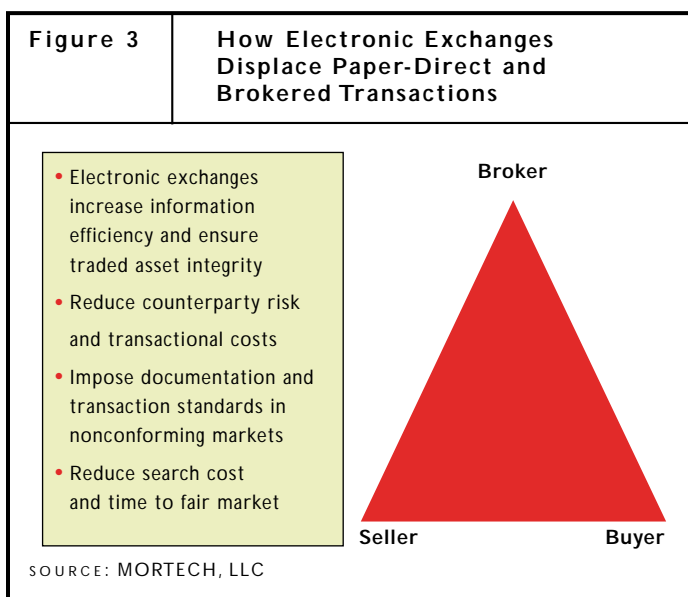 Figure 3
How Electronic Exchanges
Displace Paper-Direct and
Brokered Transactions
• Electronic exchanges
increase information
efficiency and ensure
traded asset integrity
• Reduce counterparty risk
and transactional costs
• Impose documentation and
transaction standards in
nonconforming markets
• Reduce search cost
and time to fair market
Broker
Seller
Buyer
SOURCE: MORTECH, LLC